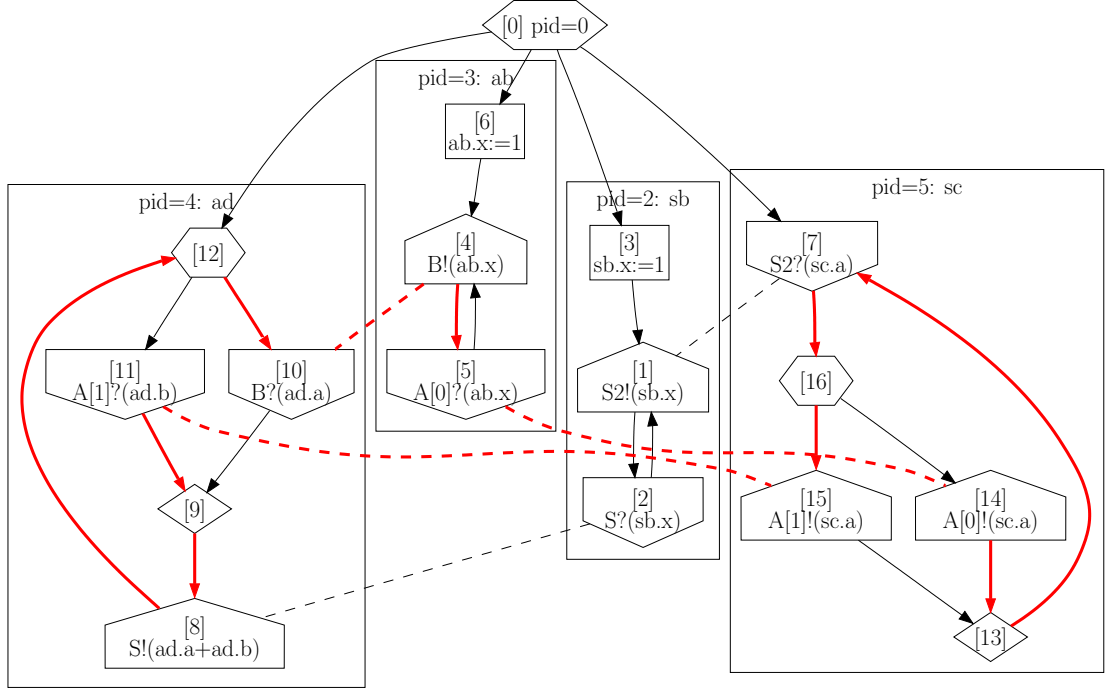 [0] pid=0
pid=3: ab
[6]
ab.x:=1
[4]
B!(ab.x)
[5]
A[0]?(ab.x)
pid=4: ad
[12]
[11]
A[1]?(ad.b)
[10]
B?(ad.a)
[9]
[8]
S!(ad.a+ad.b)
pid=2: sb
[3]
sb.x:=1
[1]
S2!(sb.x)
[2]
S?(sb.x)
pid=5: sc
[7]
S2?(sc.a)
[16]
[15]
A[1]!(sc.a)
[14]
A[0]!(sc.a)
[13]